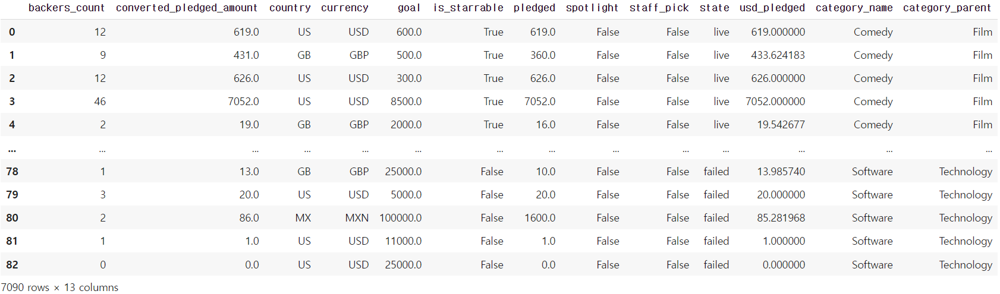 backers_count converted_pledged_amount country currency goal is_starrable pledged spotlight staff_pick state usd_pledged category_name category_parent
0 12 619.0 US USD 600.0 True 619.0 False False live 619.000000 Comedy Film
1 9 431.0 GB GBP 500.0 True 360.0 False False live 433.624183 Comedy Film
2 12 626.0 US USD 300.0 True 626.0 False False live 626.000000 Comedy Film
3 46 7052.0 US USD 8500.0 True 7052.0 False False live 7052.000000 Comedy Film
4 2 19.0 GB GBP 2000.0 True 16.0 False False live 19.542677 Comedy Film
... ... ... ... ... ... ... ... ... ... ... ... ... ...
78 1 13.0 GB GBP 25000.0 False 10.0 False False failed 13.985740 Software Technology
79 3 20.0 US USD 5000.0 False 20.0 False False failed 20.000000 Software Technology
80 2 86.0 MX MXN 100000.0 False 1600.0 False False failed 85.281968 Software Technology
81 1 1.0 US USD 11000.0 False 1.0 False False failed 1.000000 Software Technology
82 0 0.0 US USD 25000.0 False 0.0 False False failed 0.000000 Software Technology
7090 rows × 13 columns